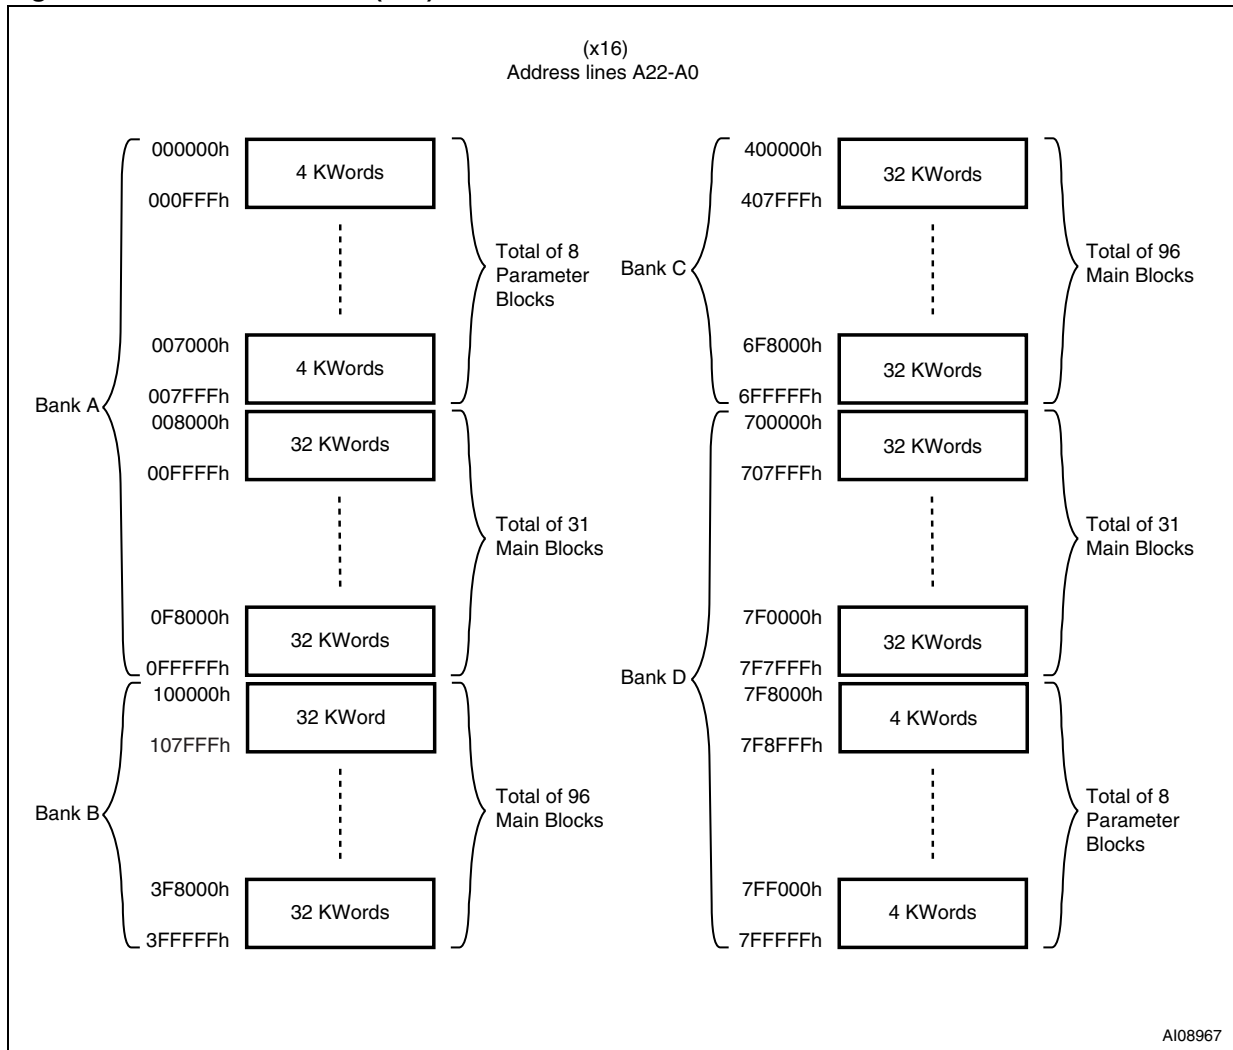 (x16)
Address lines A22-A0
Bank A
000000h
4 KWords
000FFFh
Total of 8
Parameter
Blocks
007000h
4 KWords
007FFFh
008000h
32 KWords
00FFFFh
Total of 31
Main Blocks
0F8000h
32 KWords
0FFFFFh
Bank B
100000h
32 KWord
107FFFh
Total of 96
Main Blocks
3F8000h
32 KWords
3FFFFFh
Bank C
400000h
32 KWords
407FFFh
Total of 96
Main Blocks
6F8000h
32 KWords
6FFFFFh
Bank D
700000h
32 KWords
707FFFh
Total of 31
Main Blocks
7F0000h
32 KWords
7F7FFFh
7F8000h
4 KWords
7F8FFFh
Total of 8
Parameter
Blocks
7FF000h
4 KWords
7FFFFFh
AI08967